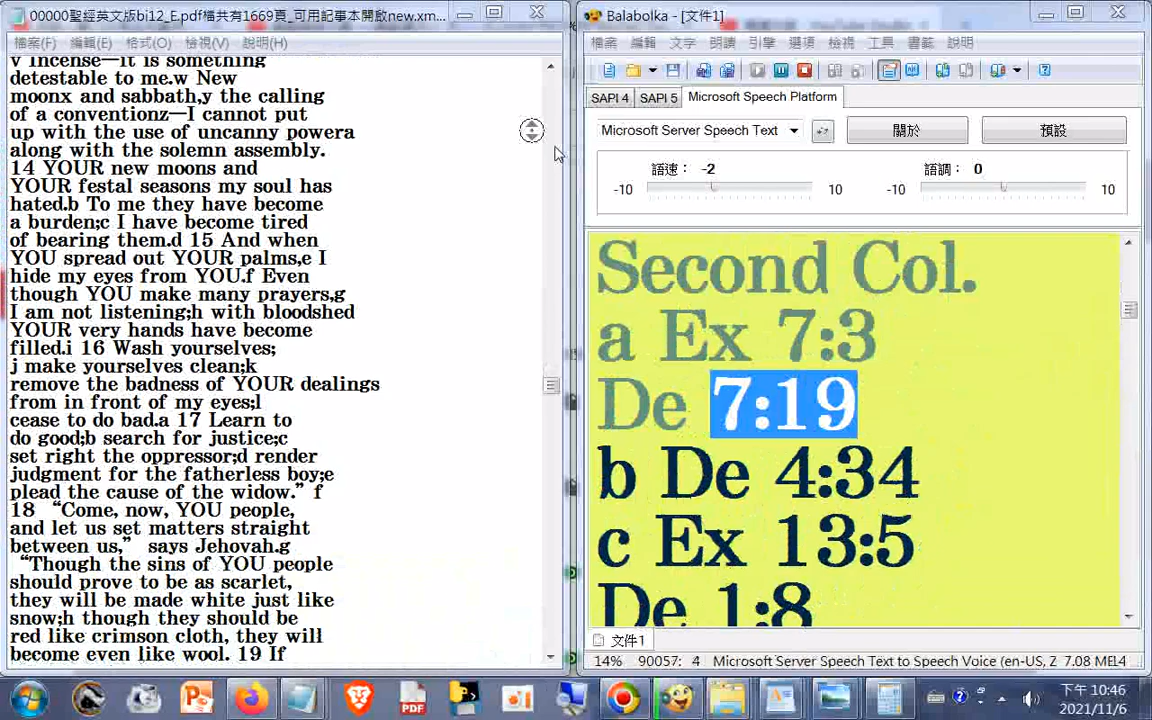 00000聖經英文版bi12_E.pdf檔共有1669頁_可用記事本開啟new.xm...
檔案(F) 編輯(E) 格式(O) 檢視(V) 說明(H)
v Incense—it is something
detestable to me.w New
moonx and sabbath,y the calling
of a conventionz—I cannot put
up with the use of uncanny powera
along with the solemn assembly.
14 YOUR new moons and
YOUR festal seasons my soul has
hated.b To me they have become
a burden;c I have become tired
of bearing them.d 15 And when
YOU spread out YOUR palms,e I
hide my eyes from YOU.f Even
though YOU make many prayers,g
I am not listening;h with bloodshed
YOUR very hands have become
filled.i 16 Wash yourselves;
j make yourselves clean;k
remove the badness of YOUR dealings
from in front of my eyes;l
cease to do bad.a 17 Learn to
do good;b search for justice;c
set right the oppressor;d render
judgment for the fatherless boy;e
plead the cause of the widow.” f
18 “Come, now, YOU people,
and let us set matters straight
between us,” says Jehovah.g
“Though the sins of YOU people
should prove to be as scarlet,
they will be made white just like
snow;h though they should be
red like crimson cloth, they will
become even like wool. 19 If
Balabolka - [文件1]
檔案 編輯 文字 朗讀 引擎 選項 檢視 工具 書籤 說明
SAPI 4 SAPI 5 Microsoft Speech Platform
Microsoft Server Speech Text 關於 預設
語速: -2 語調: 0
-10 10 -10 10
Second Col.
a Ex 7:3
De 7:19
b De 4:34
c Ex 13:5
De 1:8
文件1
14% 90057: 4 Microsoft Server Speech Text to Speech Voice (en-US, Z 7.08 MEL4
PDF
下午 10:46
2021/11/6